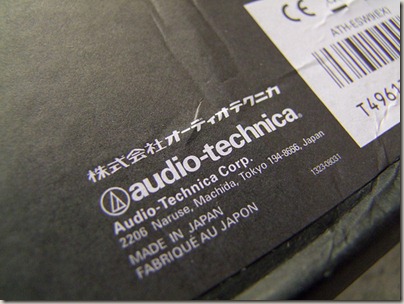 ATH-ESW9(EX)
T4961
株式会社オーディオテクニカ
audio-technica®
Audio-Technica Corp.
2206 Naruse, Machida, Tokyo 194-8666, Japan
MADE IN JAPAN
FABRIQUÉ AU JAPON